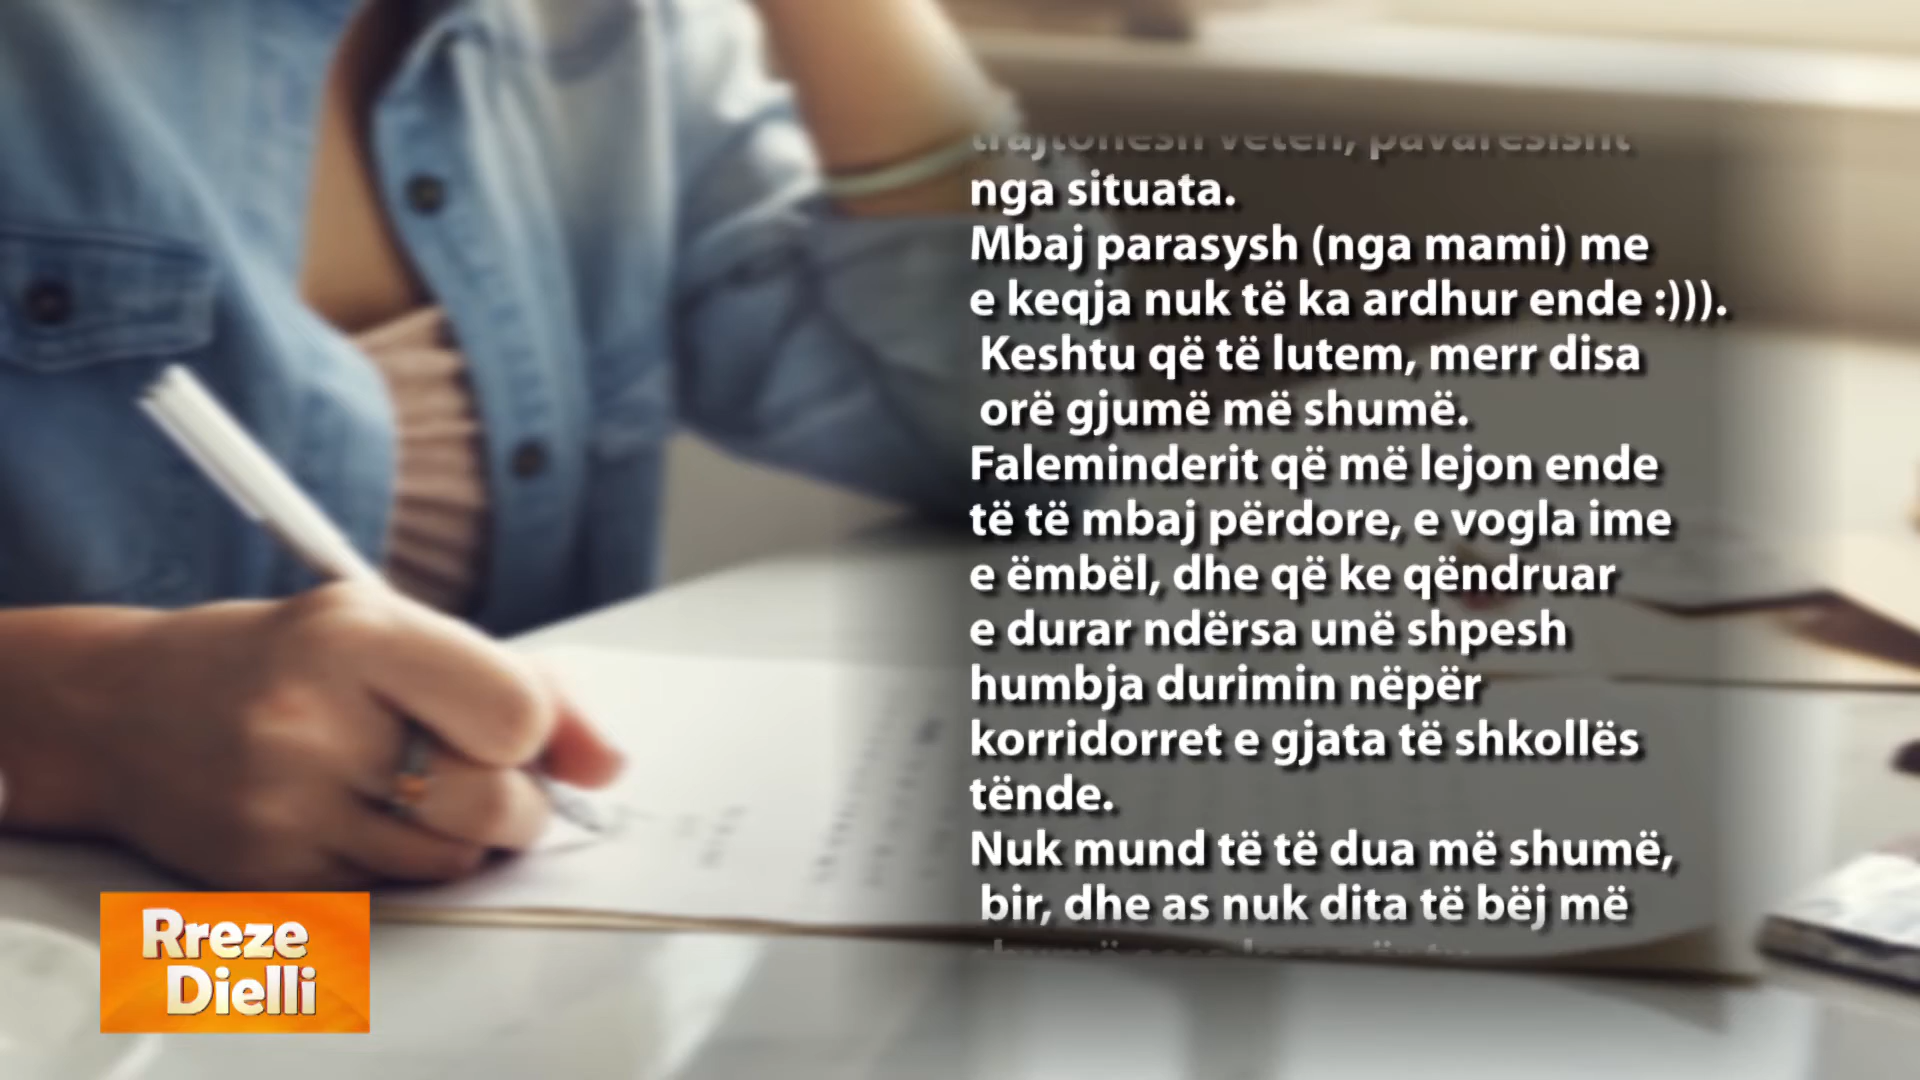 trajtohesh veten, pavarësisht
nga situata.
Mbaj parasysh (nga mami) me
e keqja nuk të ka ardhur ende :))).
Keshtu që të lutem, merr disa
orë gjumë më shumë.
Faleminderit që më lejon ende
të të mbaj përdore, e vogla ime
e ëmbël, dhe që ke qëndruar
e durar ndërsa unë shpesh
humbja durimin nëpër
korridorret e gjata të shkollës
tënde.
Nuk mund të të dua më shumë,
bir, dhe as nuk dita të bëj më
Rreze
Dielli